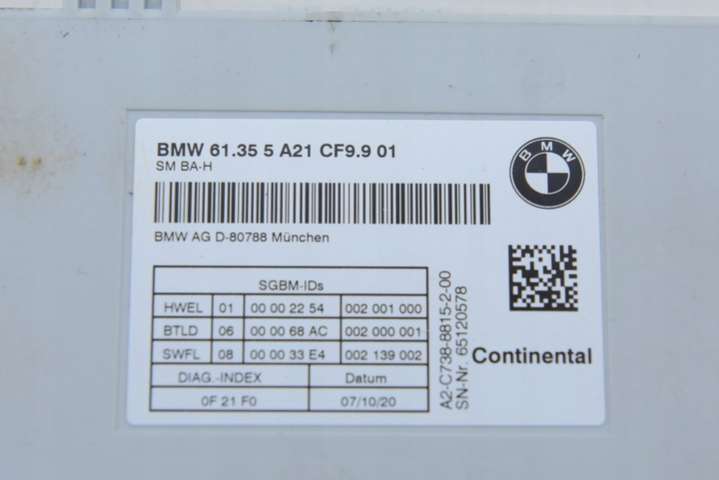 BMW 61.35 5 A21 CF9.9 01
SM BA-H
BMW
BMW AG D-80788 München
SGBM-IDs
HWEL 01 00 00 22 54 002 001 000
BTLD 06 00 00 68 AC 002 000 001
SWFL 08 00 00 33 E4 002 139 002
DIAG.-INDEX Datum
0F 21 F0 07/10/20
A2-C738-8815-2-00
SN-Nr. 65120578
Continental